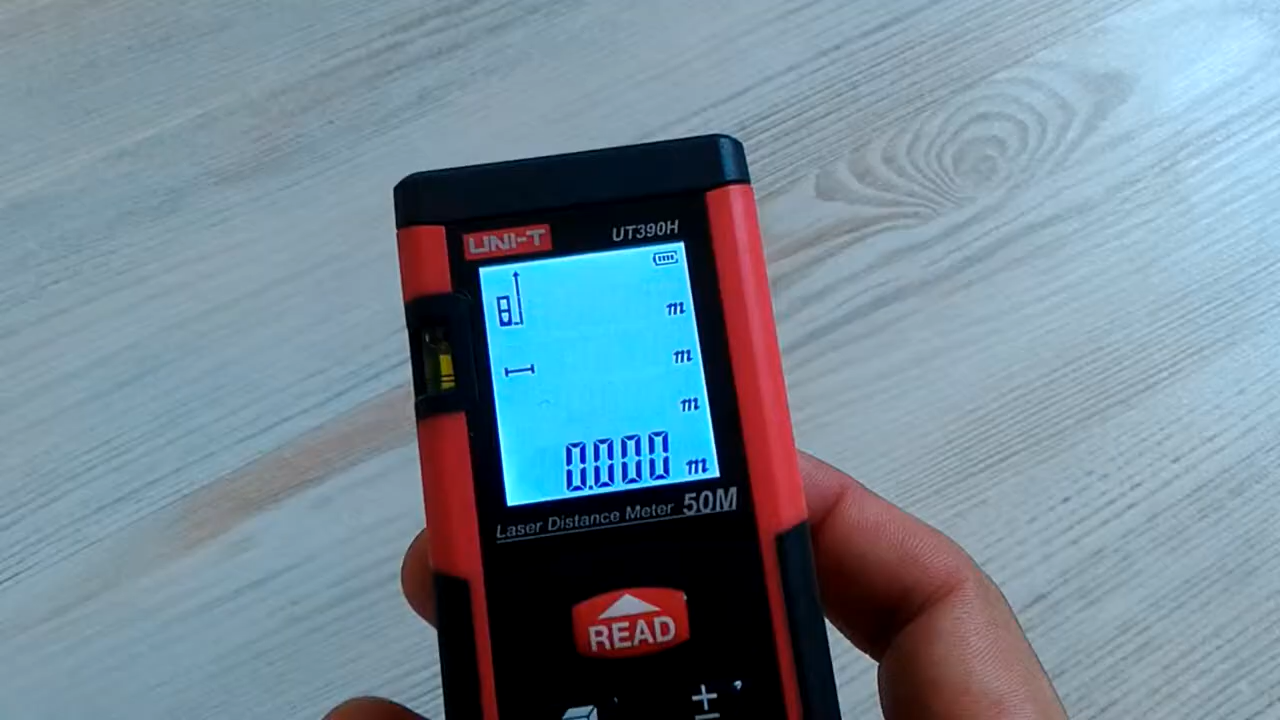 UNI-T UT390H
m
m
m
0.000 m
Laser Distance Meter 50M
READ